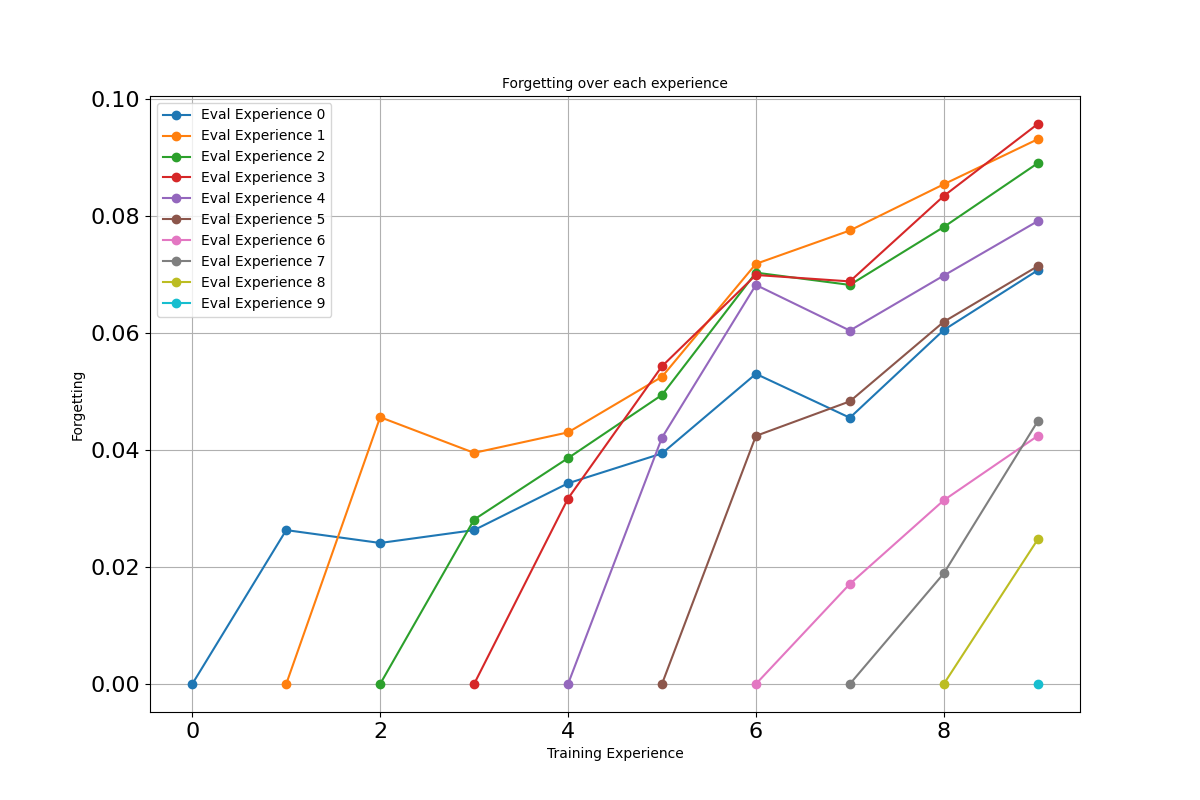 Forgetting over each experience
0.10
0.08
0.06
0.04
0.02
0.00
Forgetting
Eval Experience 0
Eval Experience 1
Eval Experience 2
Eval Experience 3
Eval Experience 4
Eval Experience 5
Eval Experience 6
Eval Experience 7
Eval Experience 8
Eval Experience 9
0 2 4 6 8
Training Experience